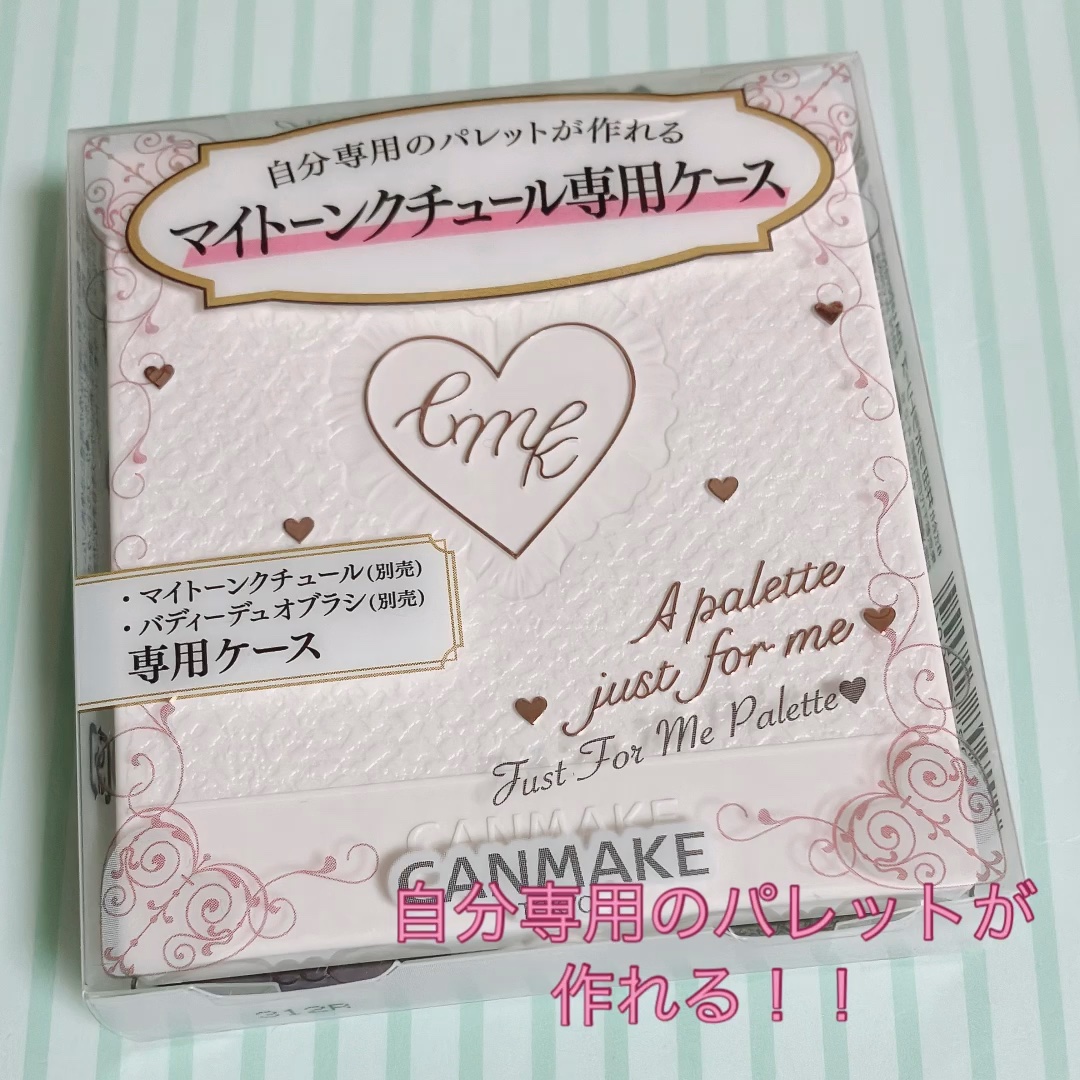 自分専用のパレットが作れる
マイトーンクチュール専用ケース
cmk
・マイトーンクチュール(別売)
・バディーデュオブラシ(別売)
専用ケース
A palette
just for me
Just For Me Palette♥
CANMAKE
CANMAKE
自分専用のパレットが
作れる！！
312R